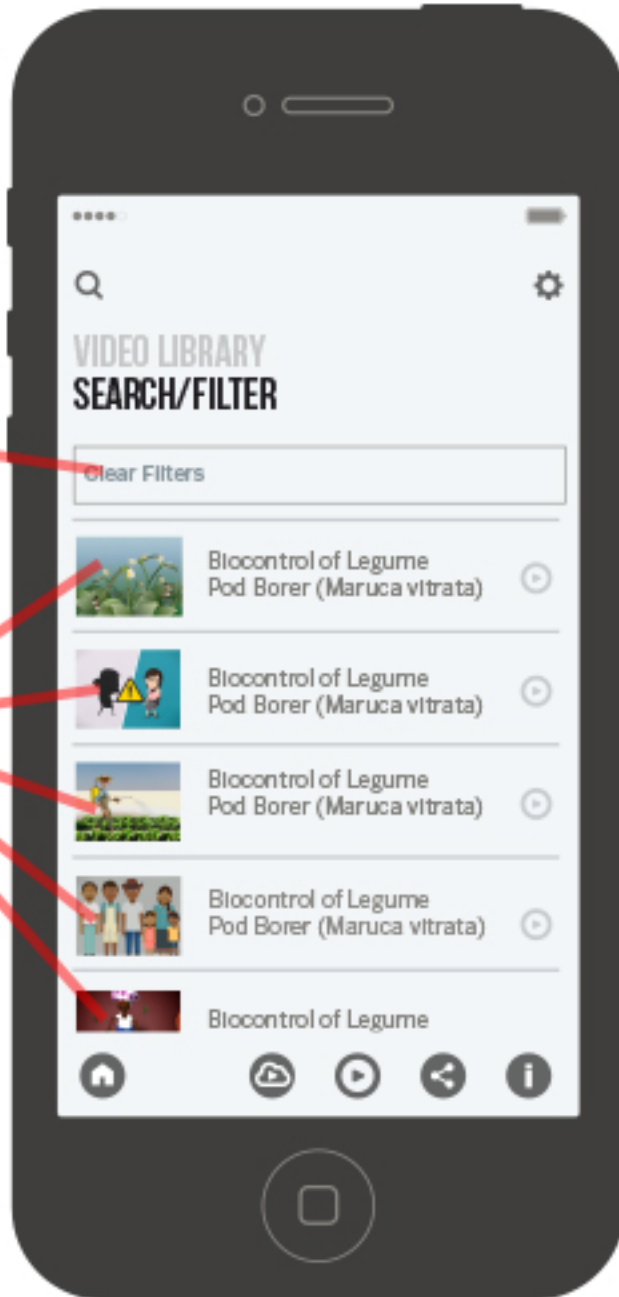 VIDEO LIBRARY
SEARCH/FILTER
Clear Filters
Biocontrol of Legume
Pod Borer (Maruca vitrata)
Biocontrol of Legume
Pod Borer (Maruca vitrata)
Biocontrol of Legume
Pod Borer (Maruca vitrata)
Biocontrol of Legume
Pod Borer (Maruca vitrata)
Biocontrol of Legume